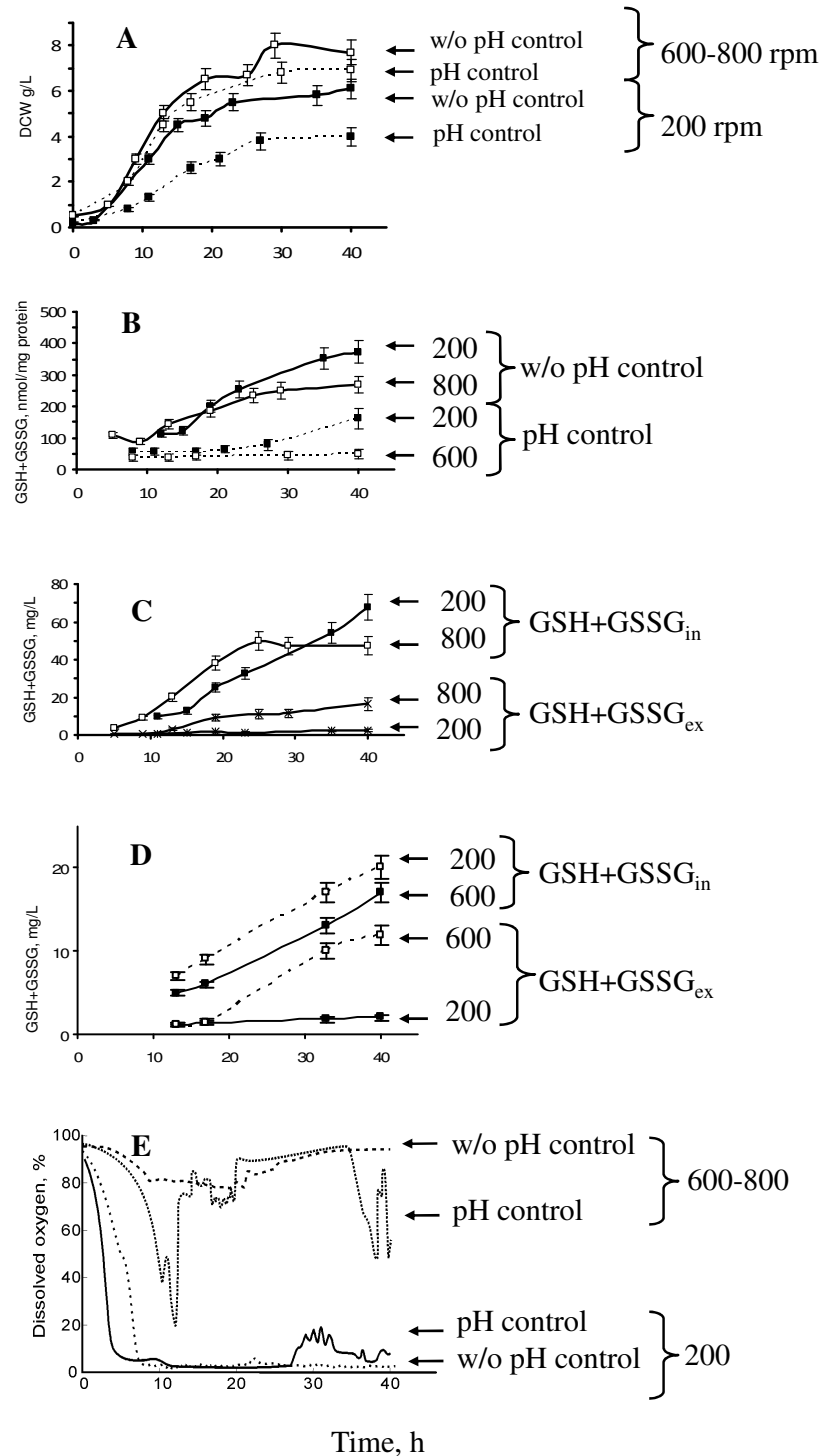 A
DCW g/L
8
6
4
2
0
0 10 20 30 40
w/o pH control
pH control
w/o pH control
pH control
600-800 rpm
200 rpm
B
GSH+GSSG, nmol/mg protein
500
400
300
200
100
0
0 10 20 30 40
200
800
200
600
w/o pH control
pH control
C
GSH+GSSG, mg/L
80
60
40
20
0
0 10 20 30 40
200
800
800
200
GSH+GSSGin
GSH+GSSGex
D
GSH+GSSG, mg/L
20
10
0
0 10 20 30 40
200
600
600
200
GSH+GSSGin
GSH+GSSGex
E
Dissolved oxygen, %
100
80
60
40
20
0
0 10 20 30 40
w/o pH control
pH control
600-800
pH control
w/o pH control
200
Time, h